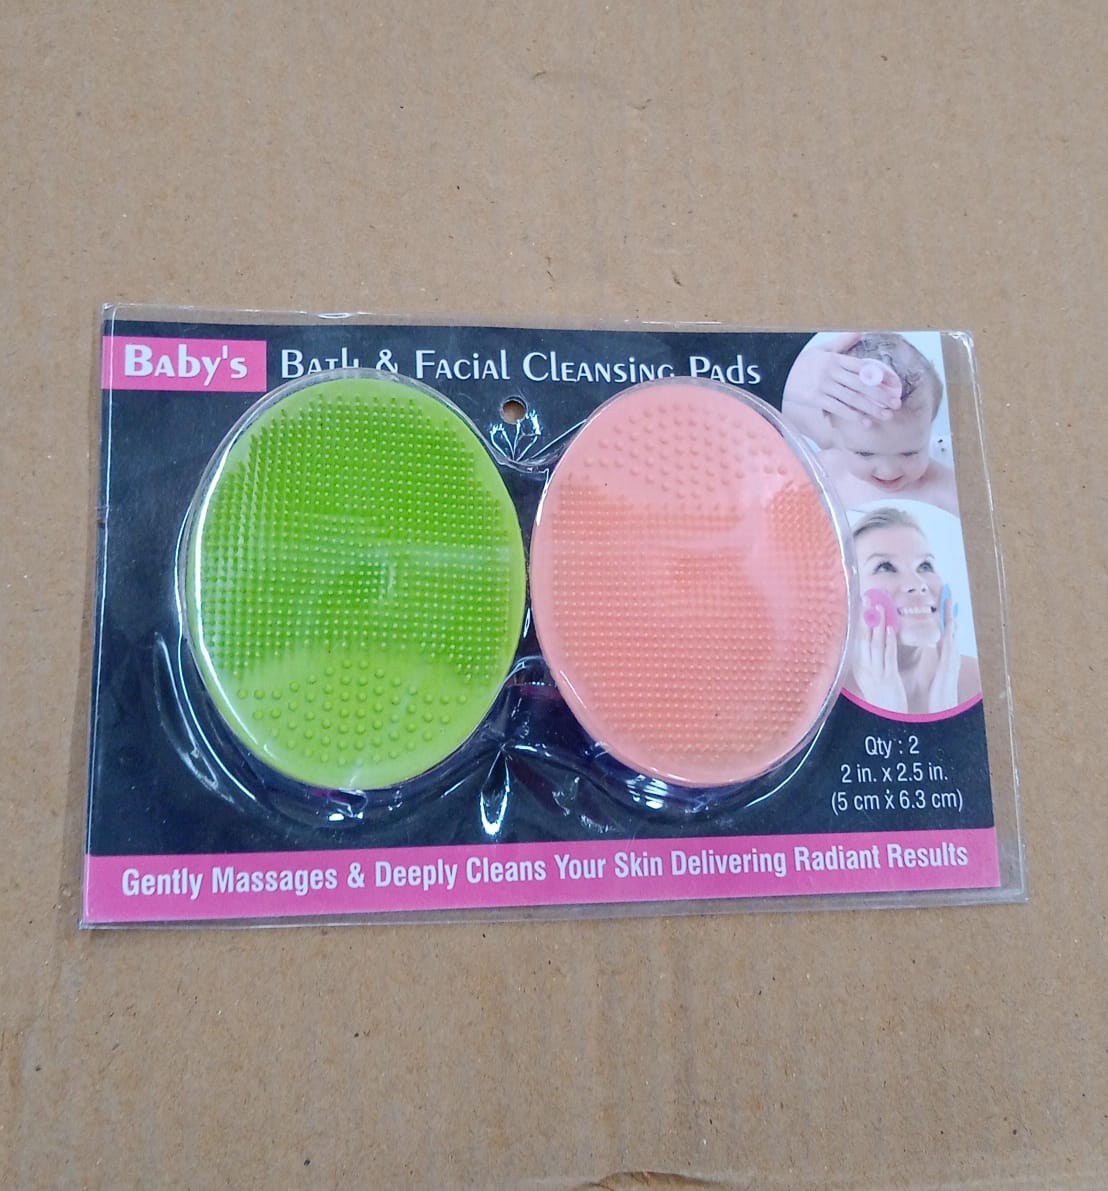 Baby's Bath & Facial Cleansing Pads
Qty : 2
2 in. x 2.5 in.
(5 cm x 6.3 cm)
Gently Massages & Deeply Cleans Your Skin Delivering Radiant Results